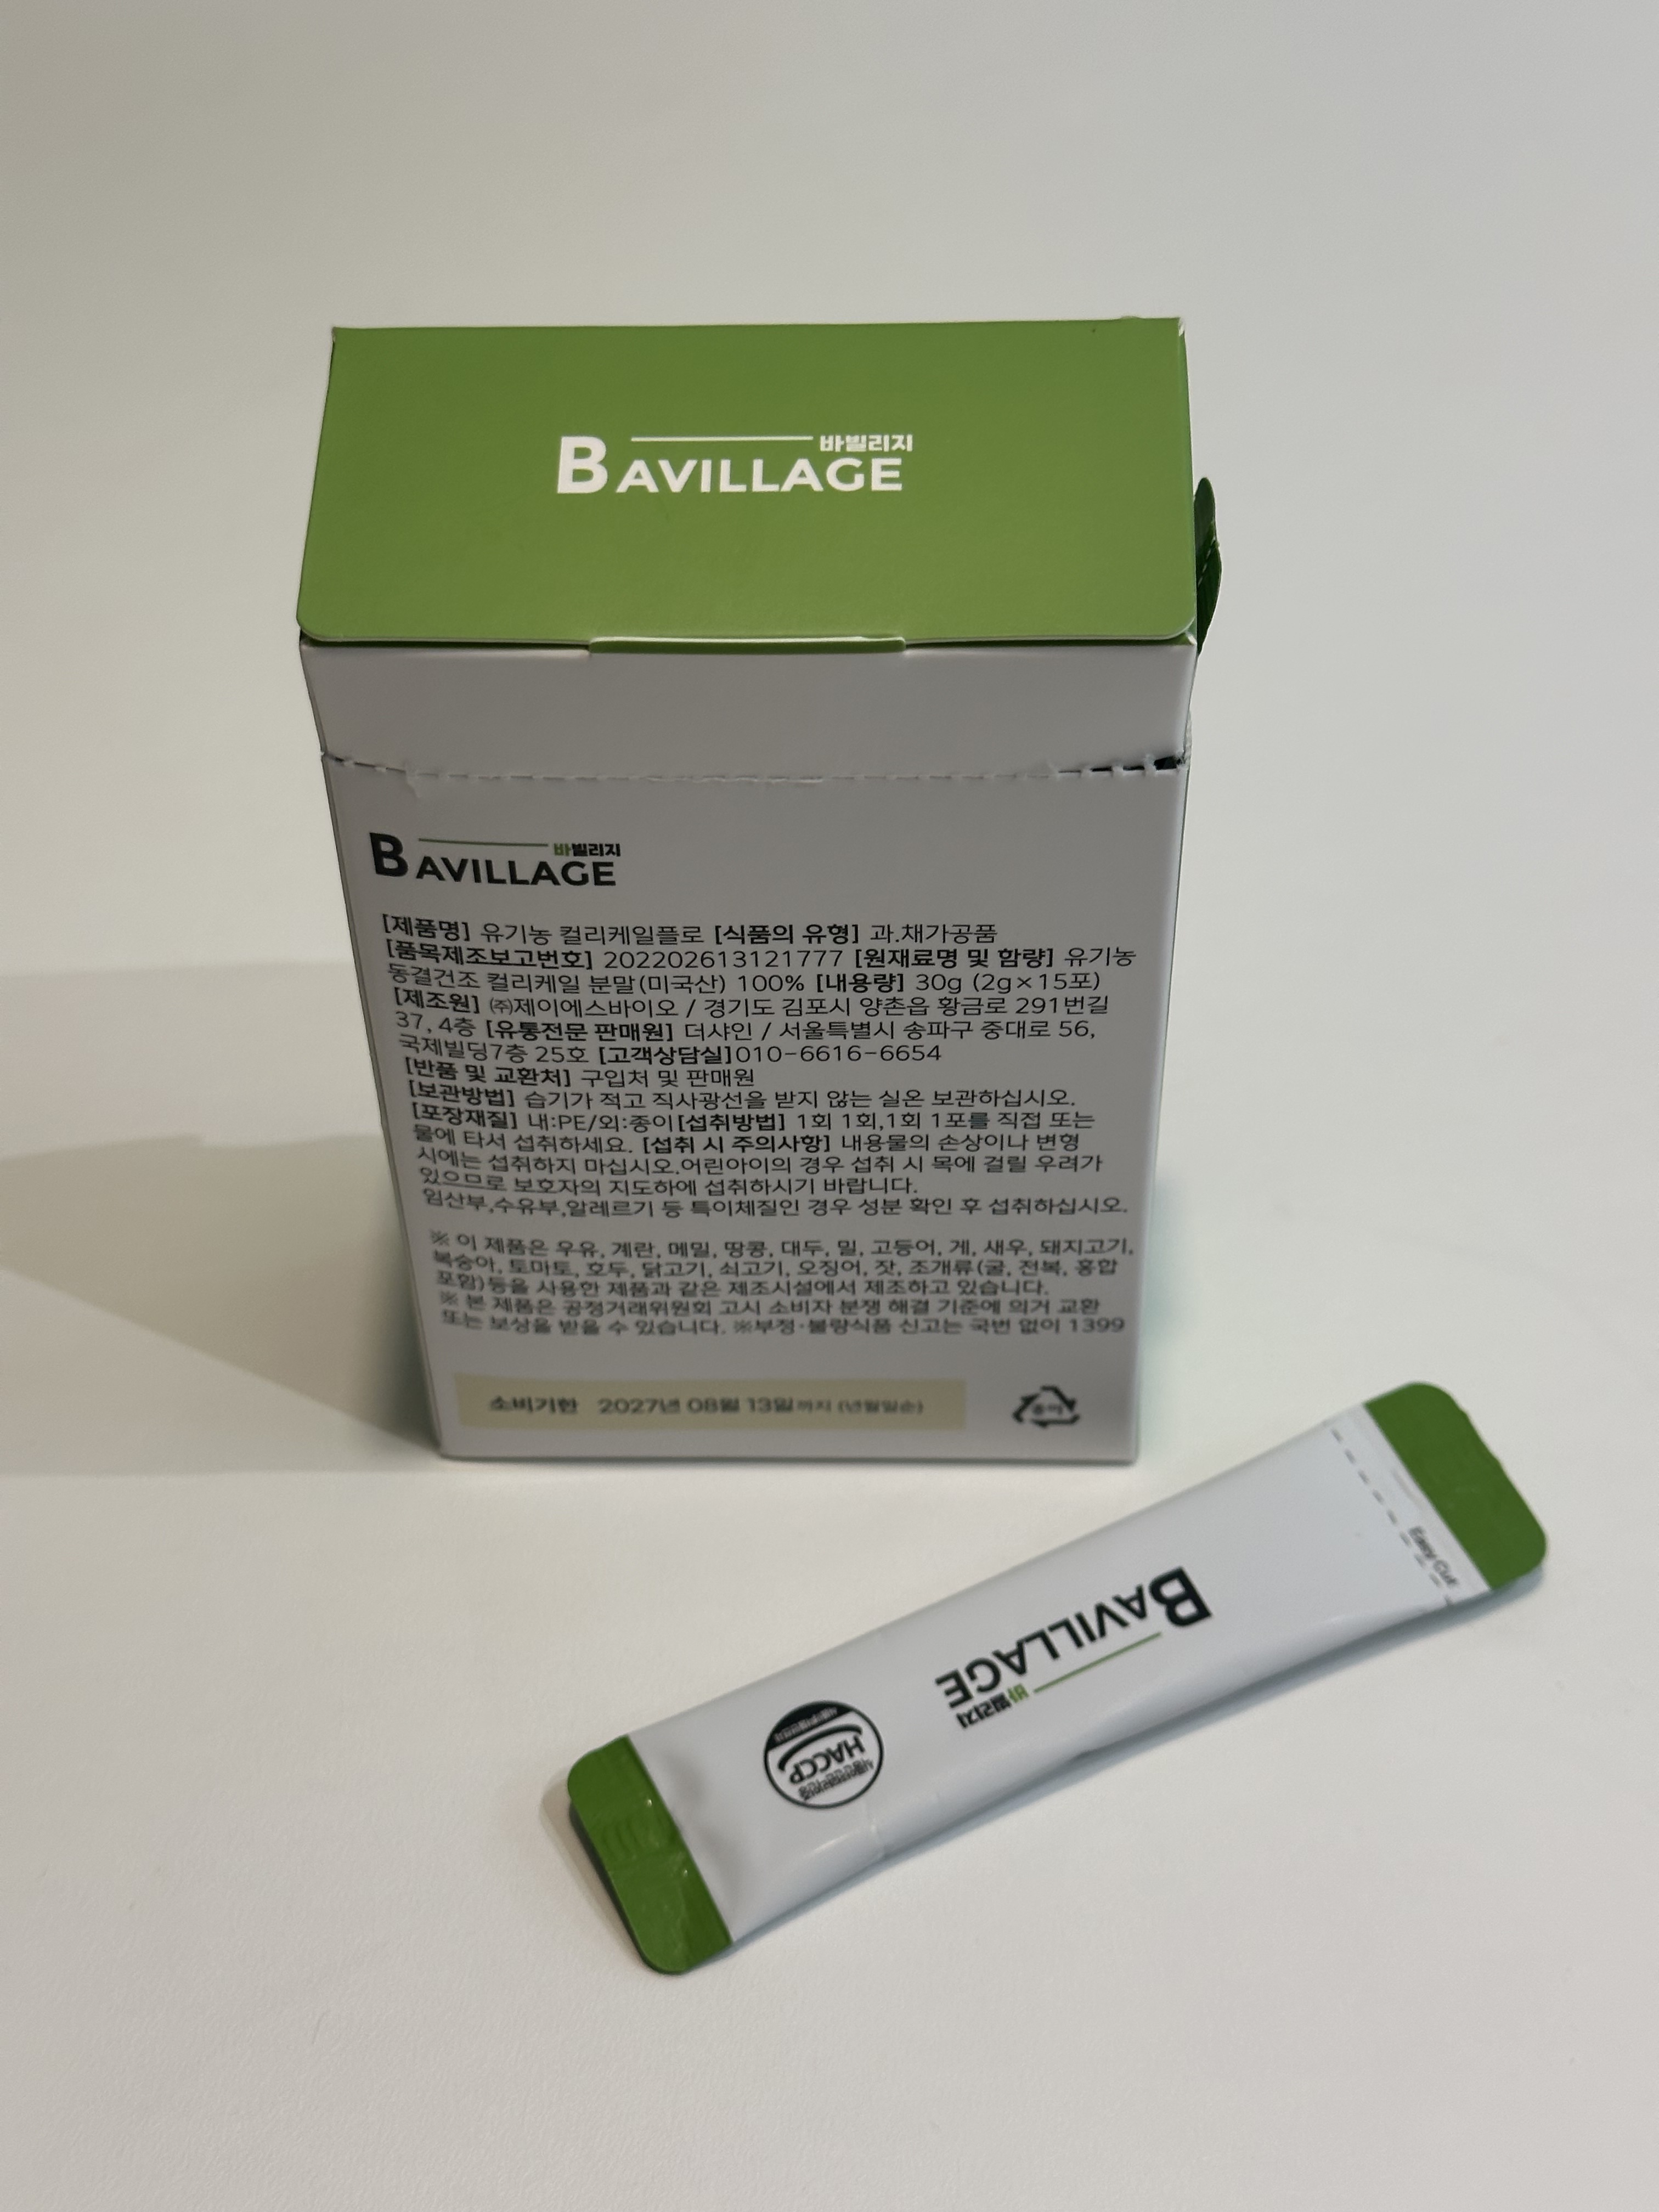 바빌리지
BAVILLAGE
바빌리지
BAVILLAGE
[제품명] 유기농 컬리케일플로 [식품의 유형] 과.채가공품
[품목제조보고번호] 202202613121777 [원재료명 및 함량] 유기농
동결건조 컬리케일 분말(미국산) 100% [내용량] 30g (2g×15포)
[제조원] ㈜제이에스바이오 / 경기도 김포시 양촌읍 황금로 291번길
37, 4층 [유통전문 판매원] 더샤인 / 서울특별시 송파구 중대로 56,
국제빌딩7층 25호 [고객상담실]010-6616-6654
[반품 및 교환처] 구입처 및 판매원
[보관방법] 습기가 적고 직사광선을 받지 않는 실온 보관하십시오.
[포장재질] 내:PE/외:종이[섭취방법] 1회 1회,1회 1포를 직접 또는
물에 타서 섭취하세요. [섭취 시 주의사항] 내용물의 손상이나 변형
시에는 섭취하지 마십시오.어린아이의 경우 섭취 시 목에 걸릴 우려가
있으므로 보호자의 지도하에 섭취하시기 바랍니다.
임산부,수유부,알레르기 등 특이체질인 경우 성분 확인 후 섭취하십시오.
※ 이 제품은 우유, 계란, 메밀, 땅콩, 대두, 밀, 고등어, 게, 새우, 돼지고기,
복숭아, 토마토, 호두, 닭고기, 쇠고기, 오징어, 잣, 조개류(굴, 전복, 홍합
포함)등을 사용한 제품과 같은 제조시설에서 제조하고 있습니다.
※ 본 제품은 공정거래위원회 고시 소비자 분쟁 해결 기준에 의거 교환
또는 보상을 받을 수 있습니다. ※부정·불량식품 신고는 국번 없이 1399
소비기한 2027년 08월 13일까지 (년월일순)
종이
Easy Cut
바빌리지
BAVILLAGE
HACCP